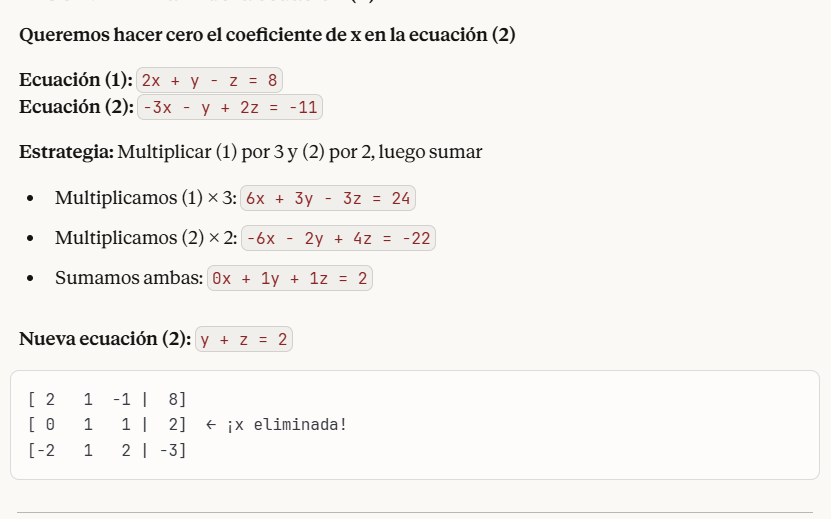 Queremos hacer cero el coeficiente de x en la ecuación (2)
Ecuación (1): 2x + y - z = 8
Ecuación (2): -3x - y + 2z = -11
Estrategia: Multiplicar (1) por 3 y (2) por 2, luego sumar
• Multiplicamos (1) × 3: 6x + 3y - 3z = 24
• Multiplicamos (2) × 2: -6x - 2y + 4z = -22
• Sumamos ambas: 0x + 1y + 1z = 2
Nueva ecuación (2): y + z = 2
[ 2   1  -1 |  8]
[ 0   1   1 |  2]  ← ¡x eliminada!
[-2   1   2 | -3]